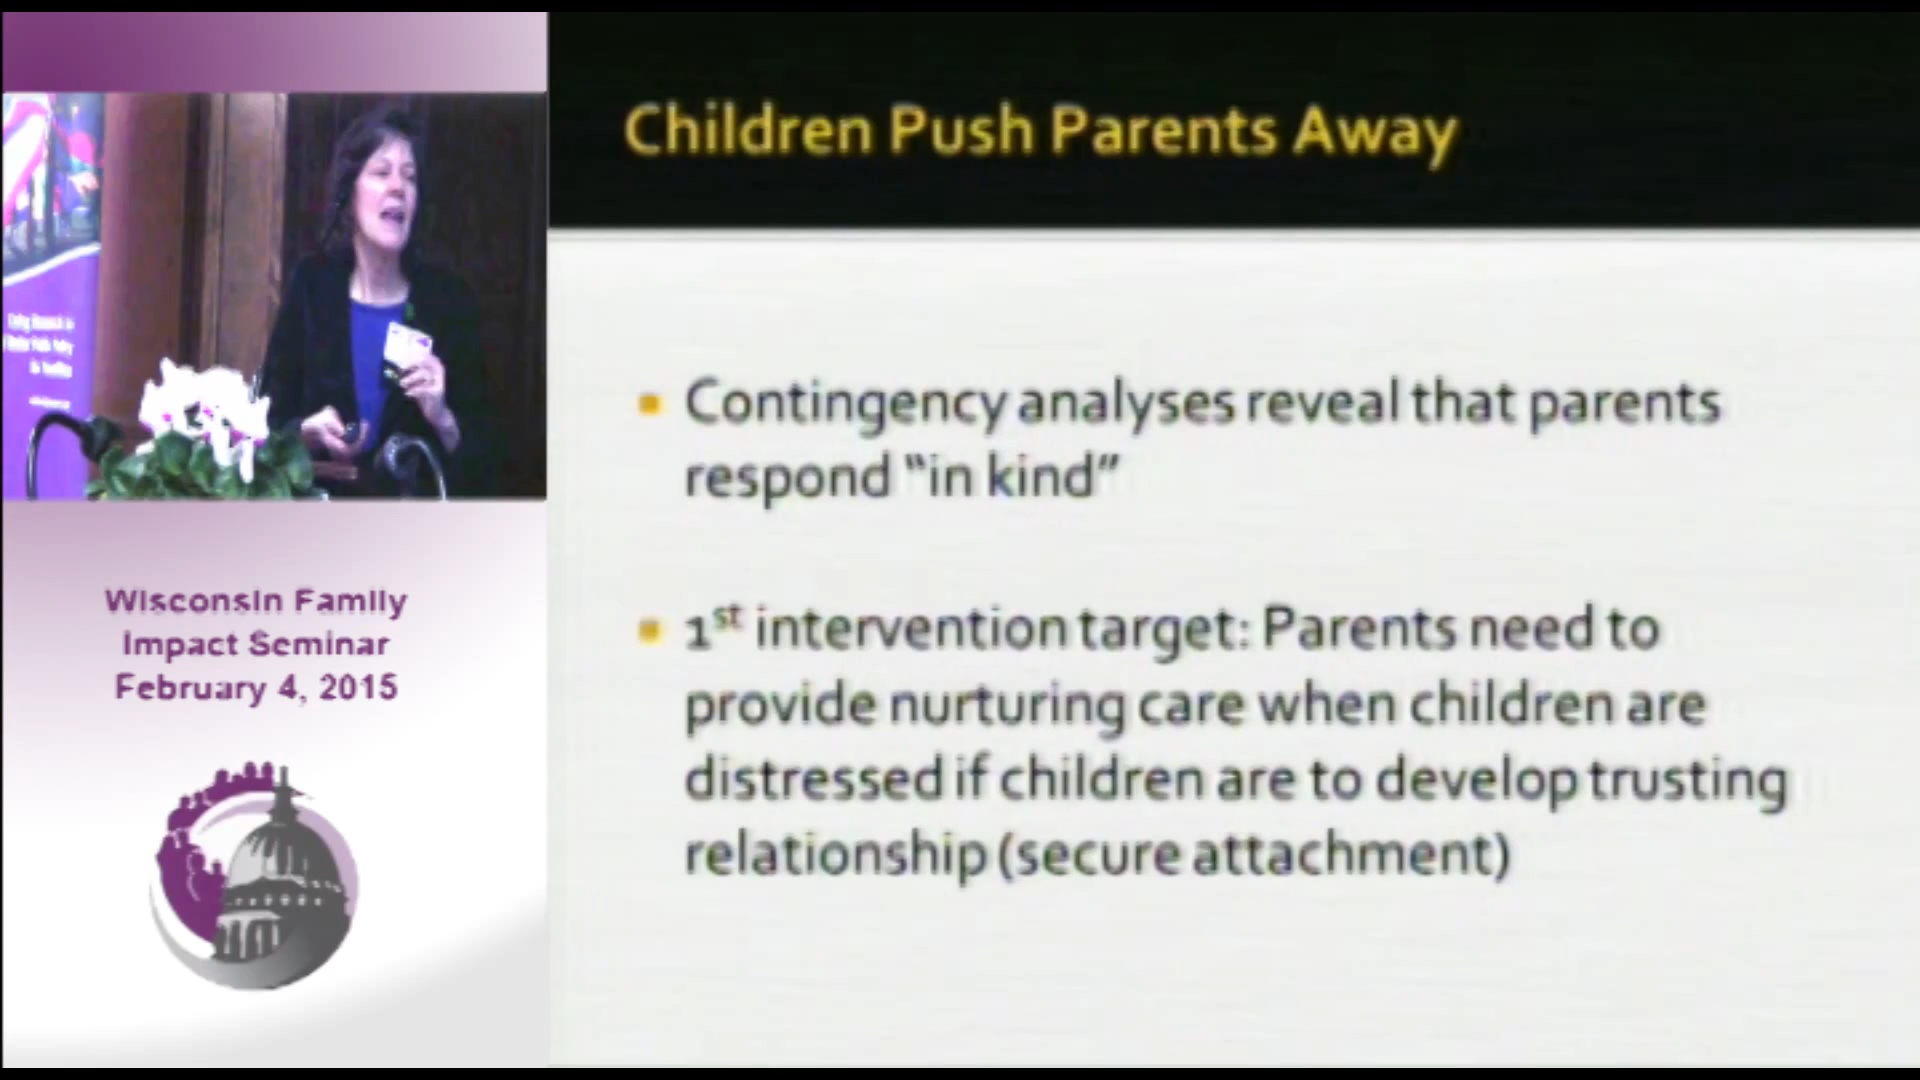 Children Push Parents Away
Contingency analyses reveal that parents
respond “in kind”
1st intervention target: Parents need to
provide nurturing care when children are
distressed if children are to develop trusting
relationship (secure attachment)
Wisconsin Family
Impact Seminar
February 4, 2015